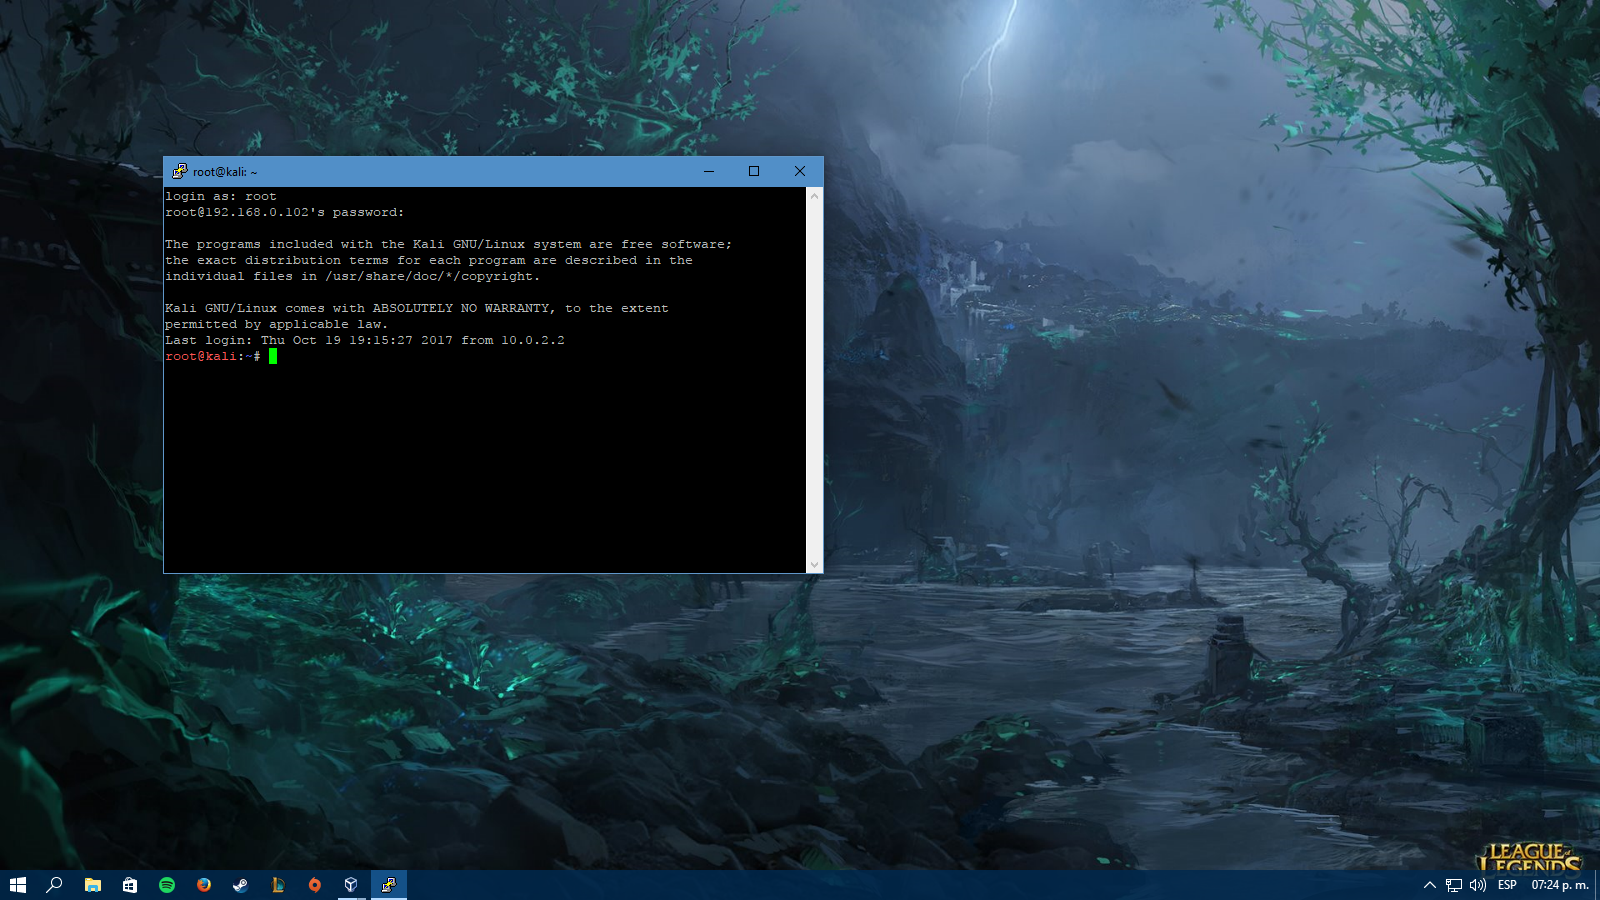 root@kali: ~
login as: root
root@192.168.0.102's password:
The programs included with the Kali GNU/Linux system are free software;
the exact distribution terms for each program are described in the
individual files in /usr/share/doc/*/copyright.
Kali GNU/Linux comes with ABSOLUTELY NO WARRANTY, to the extent
permitted by applicable law.
Last login: Thu Oct 19 19:15:27 2017 from 10.0.2.2
root@kali:~#
LEAGUE of
LEGENDS
ESP 07:24 p. m.